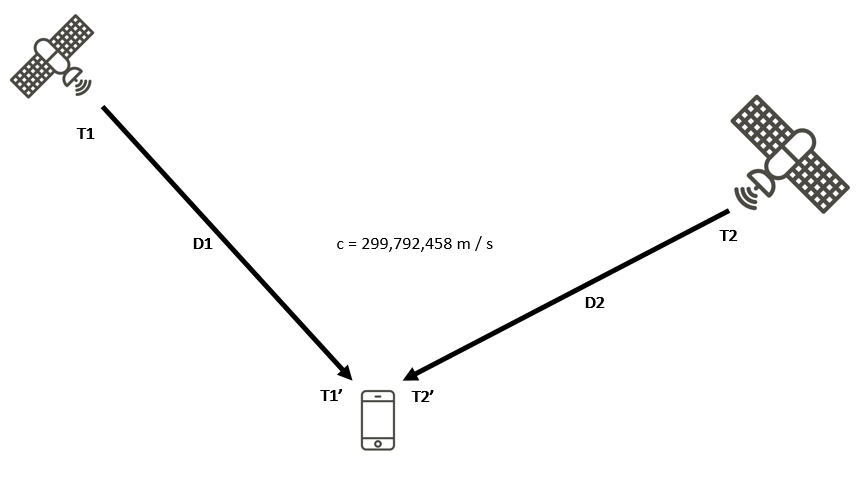 T1
D1
c = 299,792,458 m / s
T2
D2
T1’
T2’